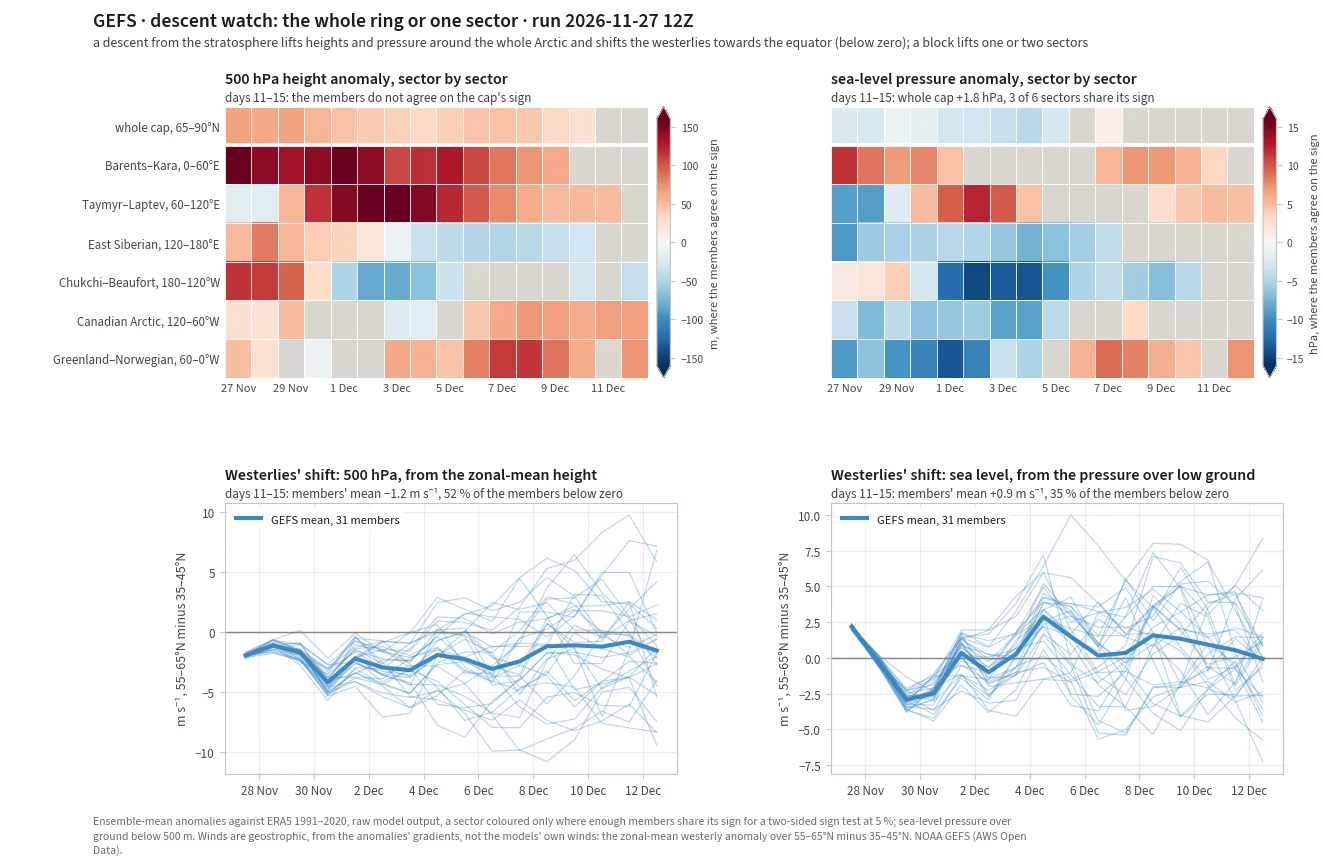 GEFS · descent watch: the whole ring or one sector · run 2026-11-27 12Z
a descent from the stratosphere lifts heights and pressure around the whole Arctic and shifts the westerlies towards the equator (below zero); a block lifts one or two sectors
500 hPa height anomaly, sector by sector
days 11–15: the members do not agree on the cap's sign
whole cap, 65–90°N
Barents–Kara, 0–60°E
Taymyr–Laptev, 60–120°E
East Siberian, 120–180°E
Chukchi–Beaufort, 180–120°W
Canadian Arctic, 120–60°W
Greenland–Norwegian, 60–0°W
27 Nov 29 Nov 1 Dec 3 Dec 5 Dec 7 Dec 9 Dec 11 Dec
150
100
50
0
−50
−100
−150
m, where the members agree on the sign
sea-level pressure anomaly, sector by sector
days 11–15: whole cap +1.8 hPa, 3 of 6 sectors share its sign
27 Nov 29 Nov 1 Dec 3 Dec 5 Dec 7 Dec 9 Dec 11 Dec
15
10
5
0
−5
−10
−15
hPa, where the members agree on the sign
Westerlies' shift: 500 hPa, from the zonal-mean height
days 11–15: members' mean −1.2 m s⁻¹, 52 % of the members below zero
GEFS mean, 31 members
m s⁻¹, 55–65°N minus 35–45°N
10
5
0
−5
−10
28 Nov 30 Nov 2 Dec 4 Dec 6 Dec 8 Dec 10 Dec 12 Dec
Westerlies' shift: sea level, from the pressure over low ground
days 11–15: members' mean +0.9 m s⁻¹, 35 % of the members below zero
GEFS mean, 31 members
m s⁻¹, 55–65°N minus 35–45°N
10.0
7.5
5.0
2.5
0.0
−2.5
−5.0
−7.5
28 Nov 30 Nov 2 Dec 4 Dec 6 Dec 8 Dec 10 Dec 12 Dec
Ensemble-mean anomalies against ERA5 1991–2020, raw model output, a sector coloured only where enough members share its sign for a two-sided sign test at 5 %; sea-level pressure over
ground below 500 m. Winds are geostrophic, from the anomalies' gradients, not the models' own winds: the zonal-mean westerly anomaly over 55–65°N minus 35–45°N. NOAA GEFS (AWS Open
Data).